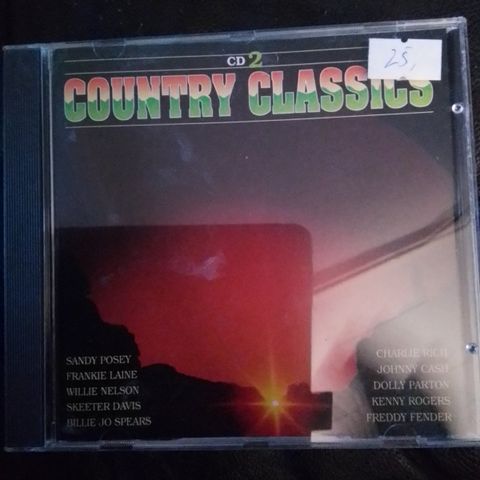 CD 2
25,
COUNTRY CLASSICS
SANDY POSEY
FRANKIE LAINE
WILLIE NELSON
SKEETER DAVIS
BILLIE JO SPEARS
CHARLIE RICH
JOHNNY CASH
DOLLY PARTON
KENNY ROGERS
FREDDY FENDER